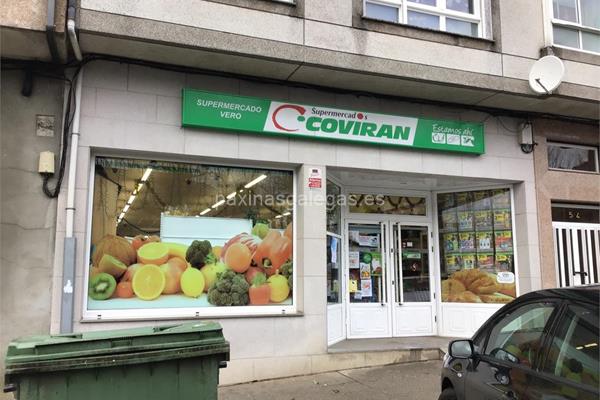 SUPERMERCADO
VERO
Supermercados
COVIRAN
Estamos ahí
paxinasgalegas.es
54